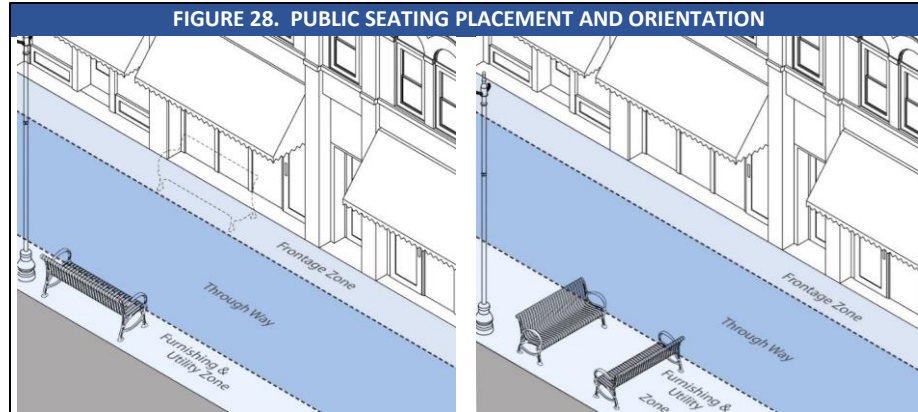 FIGURE 28. PUBLIC SEATING PLACEMENT AND ORIENTATION
Frontage Zone
Through Way
Furnishing &
Utility Zone
Frontage Zone
Through Way
Furnishing &
Utility
Zone